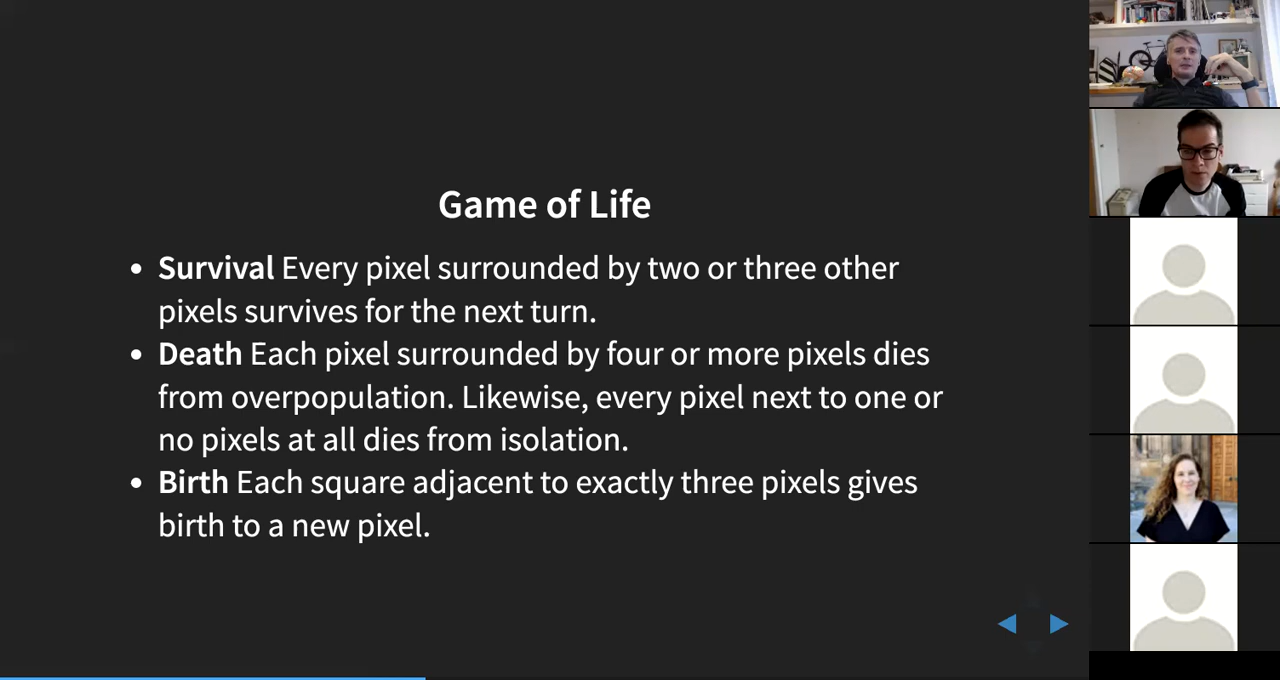 Game of Life
• Survival Every pixel surrounded by two or three other
pixels survives for the next turn.
• Death Each pixel surrounded by four or more pixels dies
from overpopulation. Likewise, every pixel next to one or
no pixels at all dies from isolation.
• Birth Each square adjacent to exactly three pixels gives
birth to a new pixel.